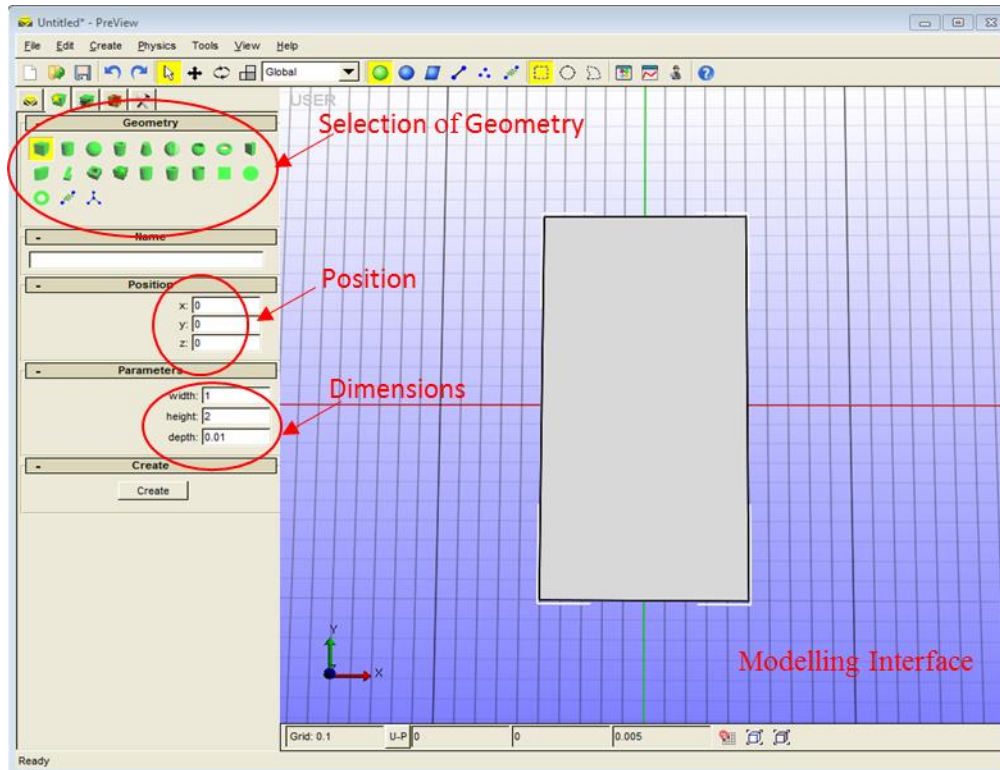 Untitled* - PreView
File Edit Create Physics Tools View Help
Global
USER
- Geometry
Selection of Geometry
- Name
- Position
Position
x: 0
y: 0
z: 0
- Parameters
Dimensions
width: 1
height: 2
depth: 0.01
- Create
Create
Y
X
Modelling Interface
Grid: 0.1 U-P 0 0 0.005
Ready